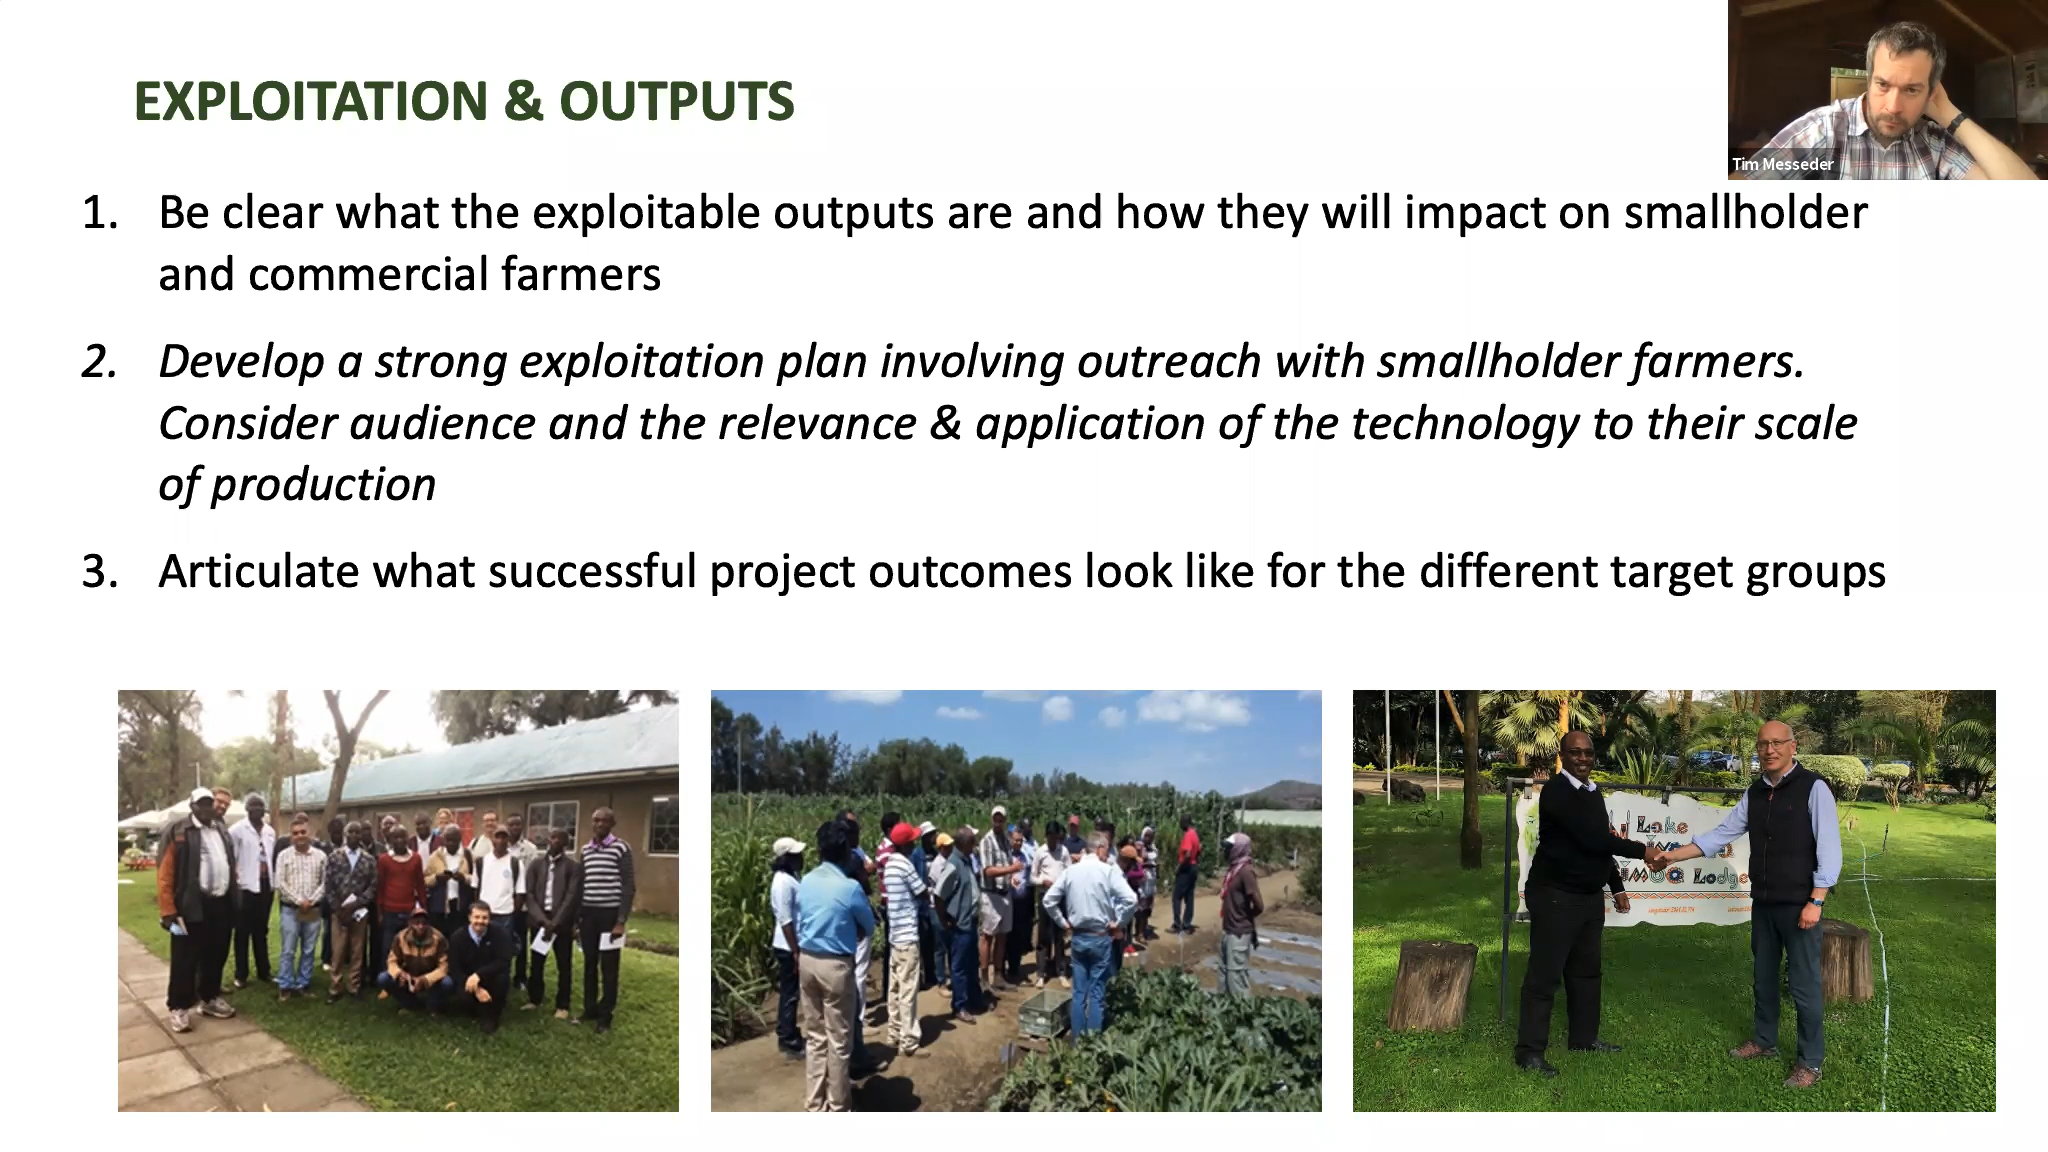 EXPLOITATION & OUTPUTS
Tim Messeder
1. Be clear what the exploitable outputs are and how they will impact on smallholder
and commercial farmers
2. Develop a strong exploitation plan involving outreach with smallholder farmers.
Consider audience and the relevance & application of the technology to their scale
of production
3. Articulate what successful project outcomes look like for the different target groups
Lake
Lodge